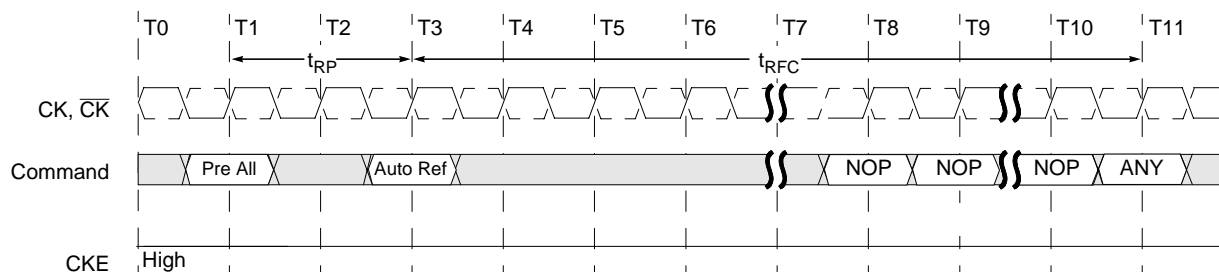 T0 T1 T2 T3 T4 T5 T6 T7 T8 T9 T10 T11
tRP tRFC
CK, C̅K̅
Command Pre All Auto Ref NOP NOP NOP ANY
CKE High